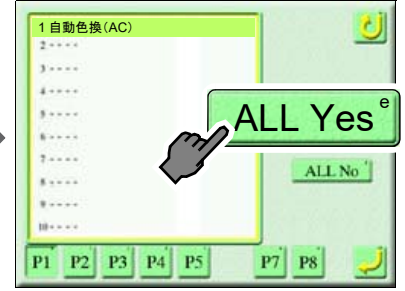 1 自動色換(AC)
2 ----
3 ----
4 ----
5 ----
6 ----
7 ----
8 ----
9 ----
10 ----
ALL Yes e
ALL No
P1 P2 P3 P4 P5 P7 P8